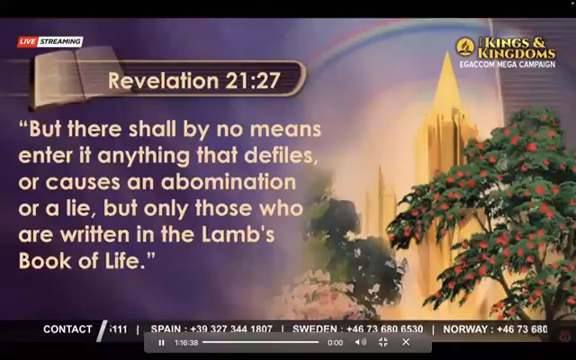 LIVE STREAMING
KINGS &
KINGDOMS
EGACCOM MEGA CAMPAIGN
Revelation 21:27
“But there shall by no means
enter it anything that defiles,
or causes an abomination
or a lie, but only those who
are written in the Lamb's
Book of Life.”
CONTACT 111 | SPAIN : +39 327 344 1807 | SWEDEN : +46 73 680 6530 | NORWAY : +46 73 680
1:16:38 0:00